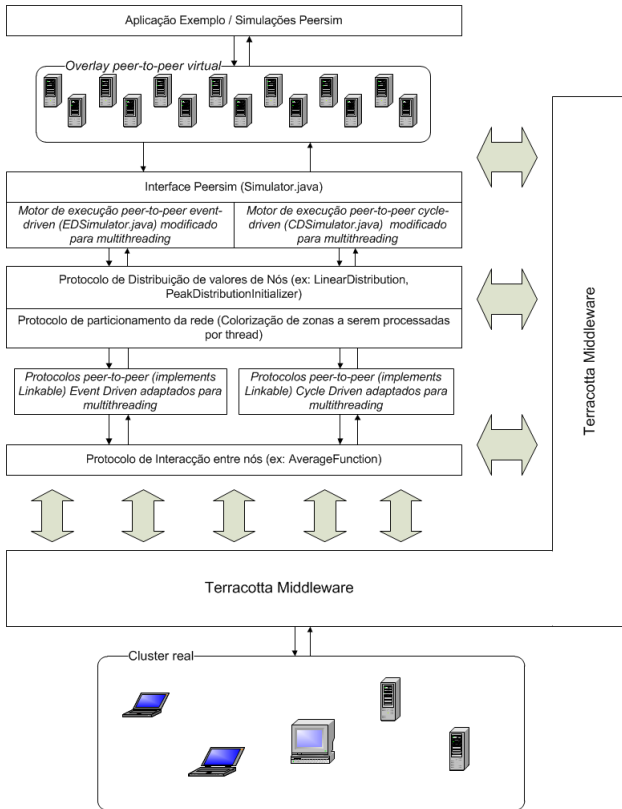 Aplicação Exemplo / Simulações Peersim
Overlay peer-to-peer virtual
Interface Peersim (Simulator.java)
Motor de execução peer-to-peer event-
driven (EDSimulator.java) modificado
para multithreading
Motor de execução peer-to-peer cycle-
driven (CDSimulator.java) modificado
para multithreading
Protocolo de Distribuição de valores de Nós (ex: LinearDistribution,
PeakDistributionInitializer)
Protocolo de particionamento da rede (Colorização de zonas a serem processadas
por thread)
Protocolos peer-to-peer (implements
Linkable) Event Driven adaptados para
multithreading
Protocolos peer-to-peer (implements
Linkable) Cycle Driven adaptados para
multithreading
Protocolo de Interacção entre nós (ex: AverageFunction)
Terracotta Middleware
Terracotta Middleware
Cluster real